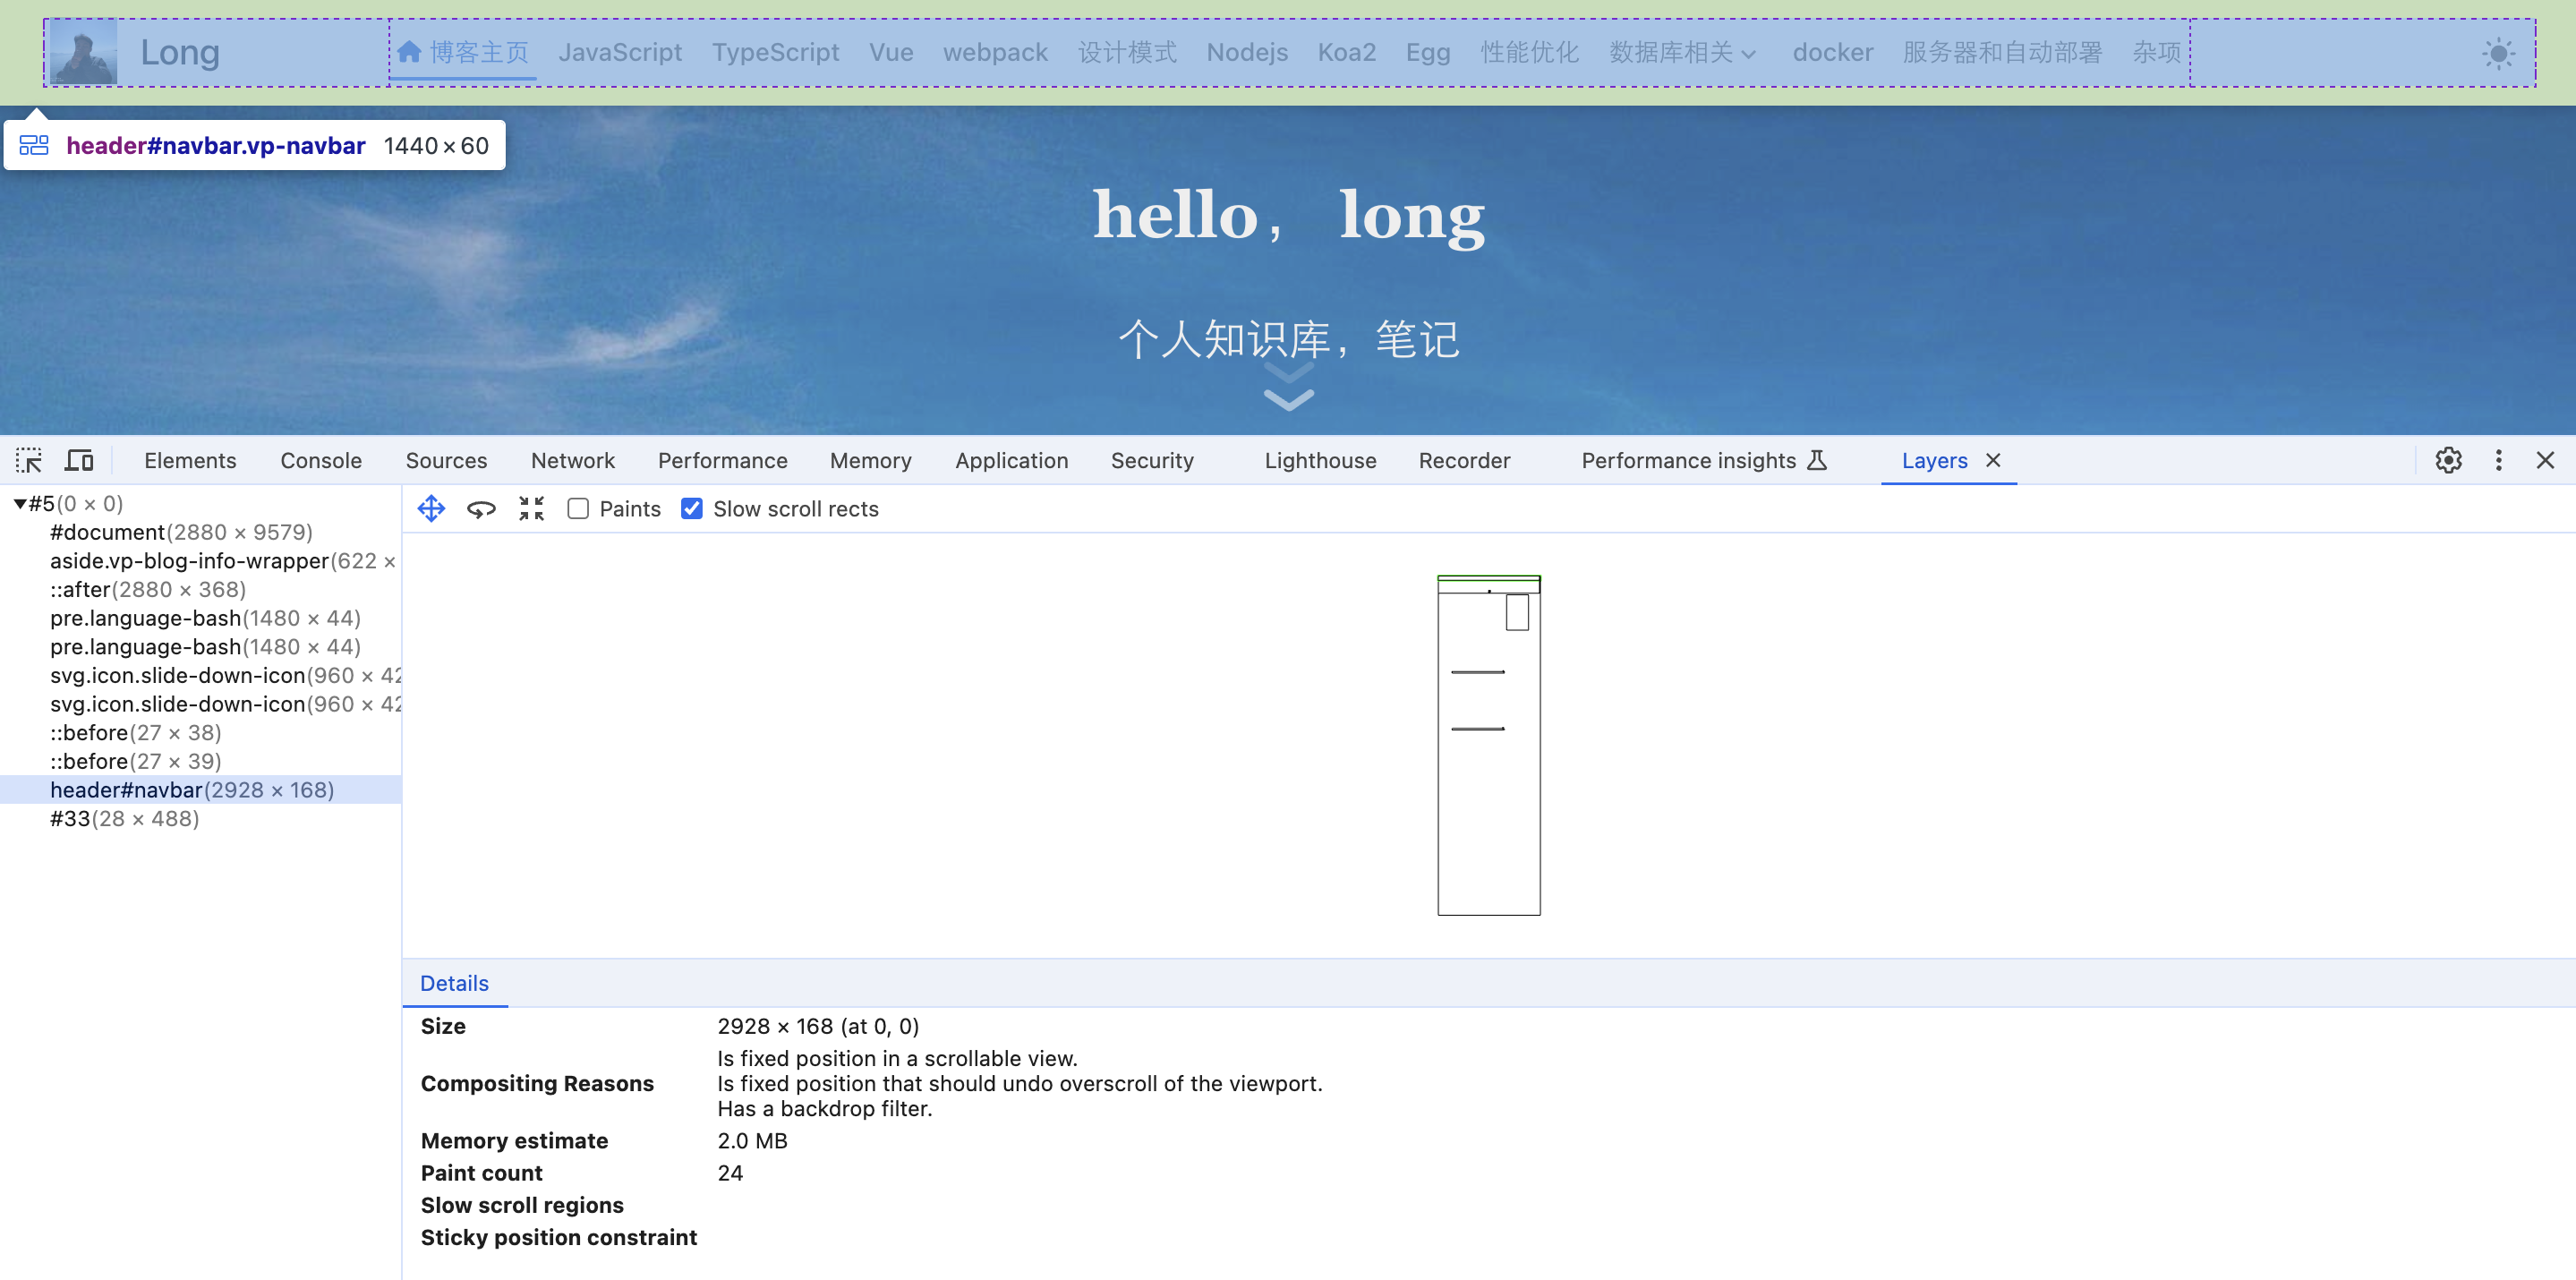 Long 博客主页 JavaScript TypeScript Vue webpack 设计模式 Nodejs Koa2 Egg 性能优化 数据库相关 docker 服务器和自动部署 杂项
header#navbar.vp-navbar 1440×60
hello， long
个人知识库，笔记
Elements Console Sources Network Performance Memory Application Security Lighthouse Recorder Performance insights Layers
▼#5(0 × 0)
#document(2880 × 9579)
aside.vp-blog-info-wrapper(622 ×
::after(2880 × 368)
pre.language-bash(1480 × 44)
pre.language-bash(1480 × 44)
svg.icon.slide-down-icon(960 × 42
svg.icon.slide-down-icon(960 × 42
::before(27 × 38)
::before(27 × 39)
header#navbar(2928 × 168)
#33(28 × 488)
Paints Slow scroll rects
Details
Size 2928 × 168 (at 0, 0)
Compositing Reasons Is fixed position in a scrollable view.
Is fixed position that should undo overscroll of the viewport.
Has a backdrop filter.
Memory estimate 2.0 MB
Paint count 24
Slow scroll regions
Sticky position constraint